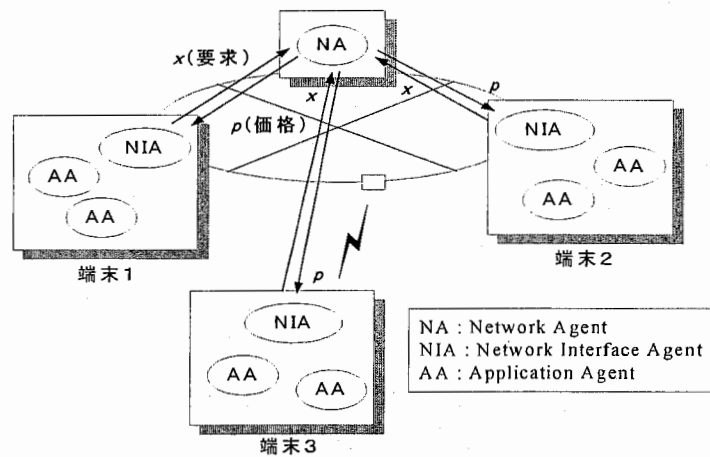 NA
x(要求)
x
x
p
p(価格)
NIA
AA
AA
端末1
NIA
AA
AA
端末2
p
NIA
AA
AA
端末3
NA : Network Agent
NIA : Network Interface Agent
AA : Application Agent